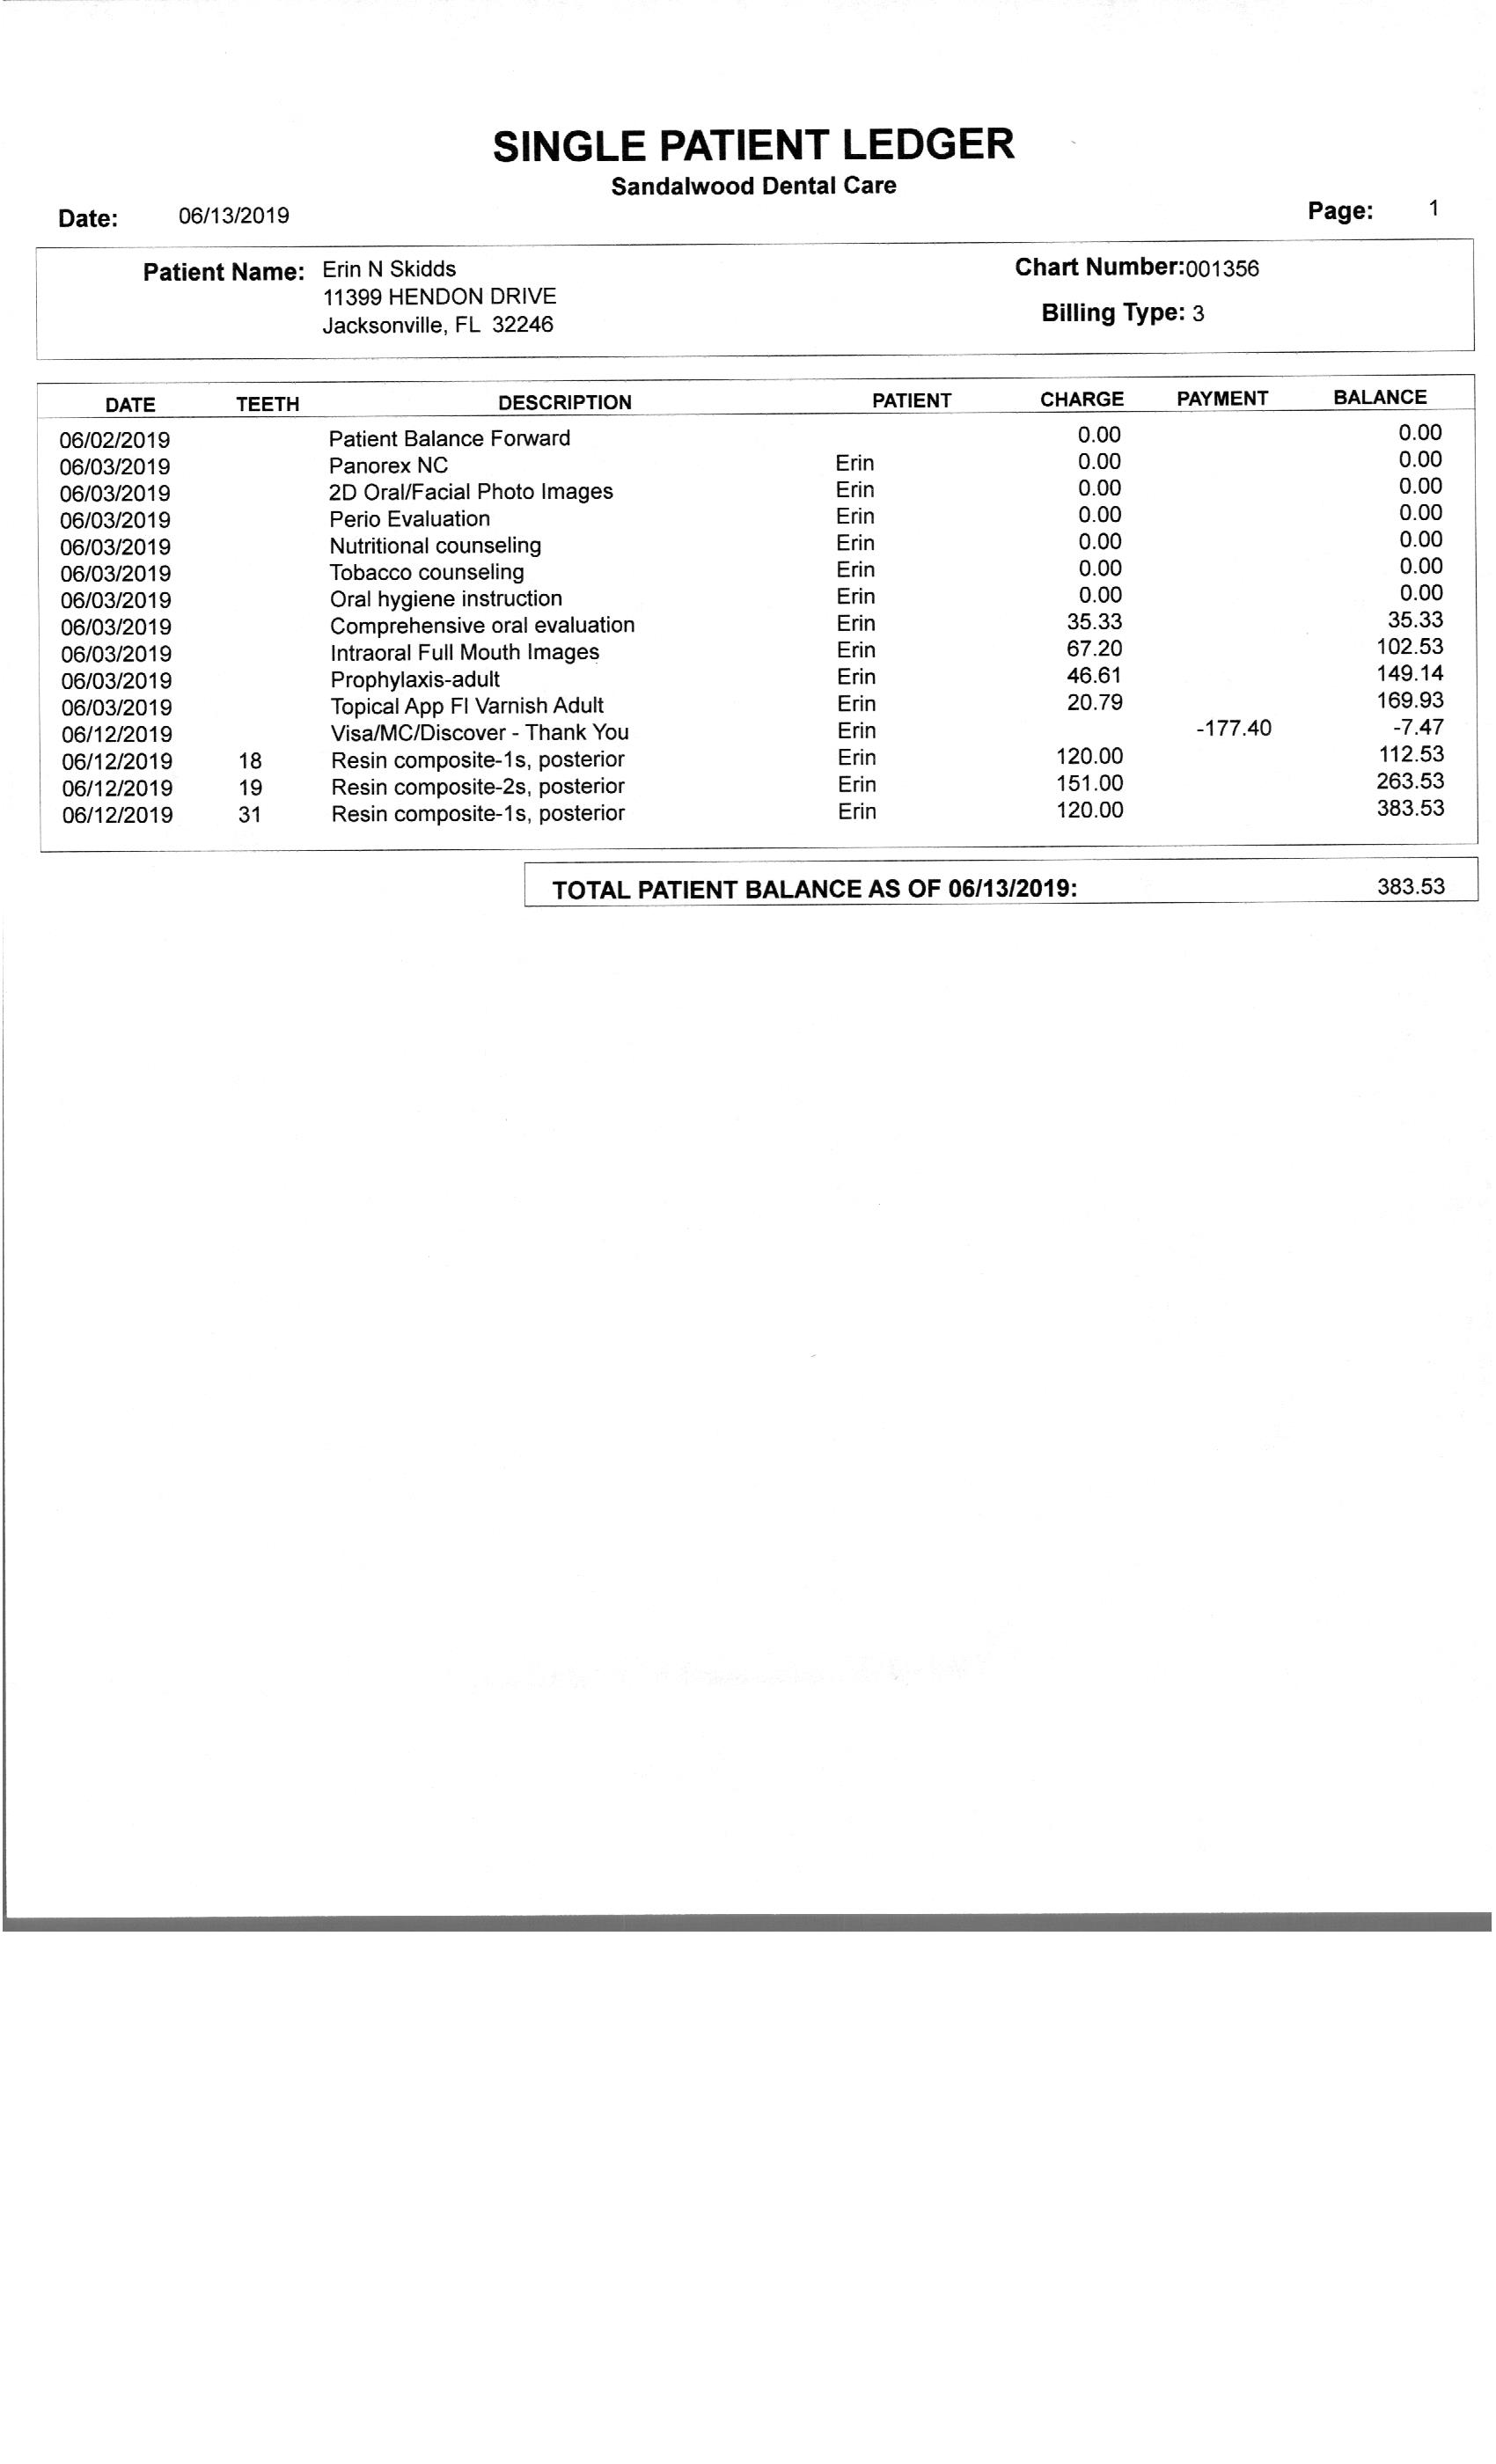 SINGLE PATIENT LEDGER
Sandalwood Dental Care
Date: 06/13/2019 Page: 1
Patient Name: Erin N Skidds Chart Number:001356
11399 HENDON DRIVE
Billing Type: 3
Jacksonville, FL 32246
DATE TEETH DESCRIPTION PATIENT CHARGE PAYMENT BALANCE
06/02/2019 Patient Balance Forward 0.00 0.00
06/03/2019 Panorex NC Erin 0.00 0.00
06/03/2019 2D Oral/Facial Photo Images Erin 0.00 0.00
06/03/2019 Perio Evaluation Erin 0.00 0.00
06/03/2019 Nutritional counseling Erin 0.00 0.00
06/03/2019 Tobacco counseling Erin 0.00 0.00
06/03/2019 Oral hygiene instruction Erin 0.00 0.00
06/03/2019 Comprehensive oral evaluation Erin 35.33 35.33
06/03/2019 Intraoral Full Mouth Images Erin 67.20 102.53
06/03/2019 Prophylaxis-adult Erin 46.61 149.14
06/03/2019 Topical App Fl Varnish Adult Erin 20.79 169.93
06/12/2019 Visa/MC/Discover - Thank You Erin -177.40 -7.47
06/12/2019 18 Resin composite-1s, posterior Erin 120.00 112.53
06/12/2019 19 Resin composite-2s, posterior Erin 151.00 263.53
06/12/2019 31 Resin composite-1s, posterior Erin 120.00 383.53
TOTAL PATIENT BALANCE AS OF 06/13/2019: 383.53